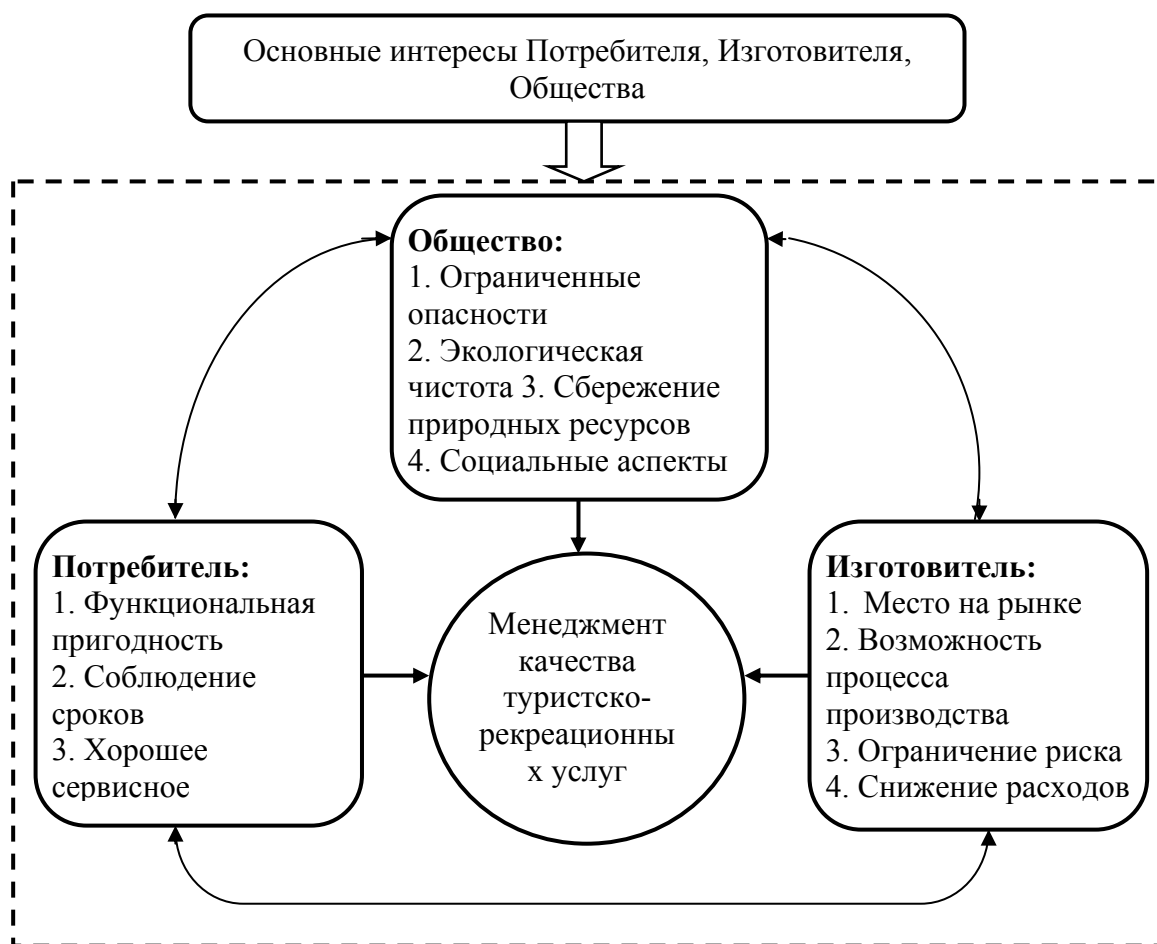 Основные интересы Потребителя, Изготовителя,
Общества
Общество:
1. Ограниченные
опасности
2. Экологическая
чистота 3. Сбережение
природных ресурсов
4. Социальные аспекты
Потребитель:
1. Функциональная
пригодность
2. Соблюдение
сроков
3. Хорошее
сервисное
Менеджмент
качества
туристско-
рекреационны
х услуг
Изготовитель:
1. Место на рынке
2. Возможность
процесса
производства
3. Ограничение риска
4. Снижение расходов